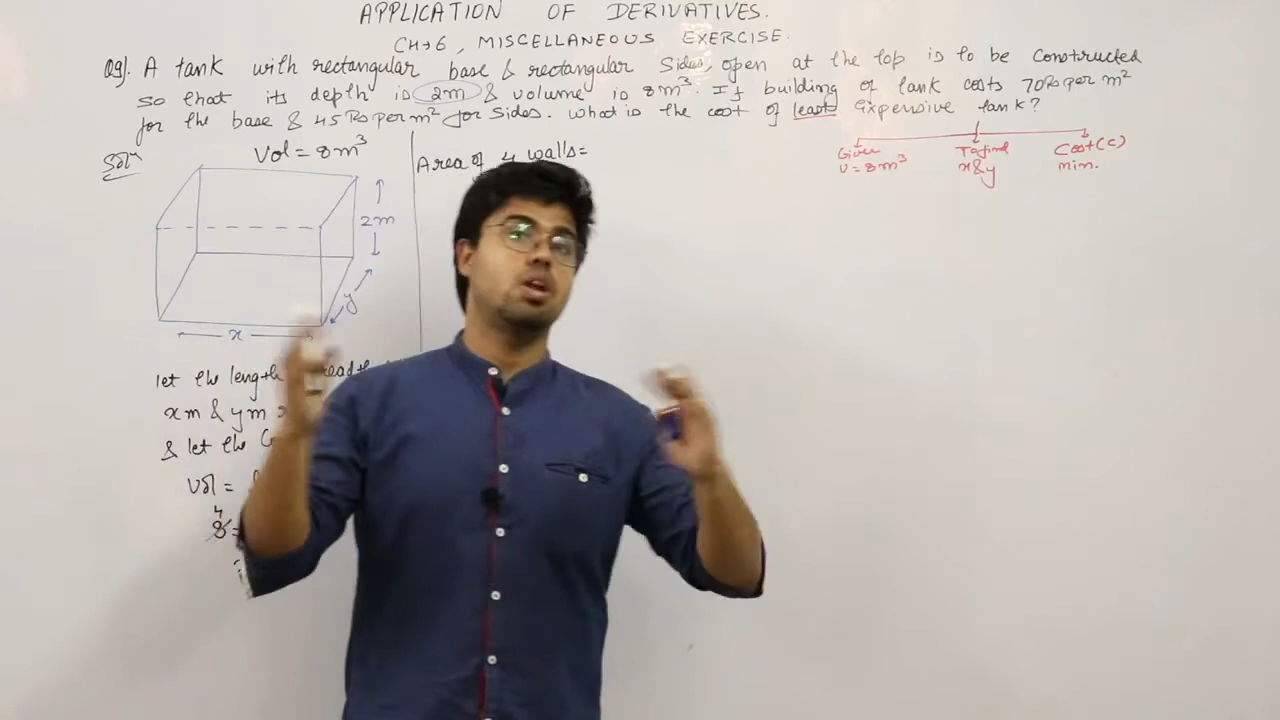 APPLICATION OF DERIVATIVES.
CH→6, MISCELLANEOUS EXERCISE.
Q9). A tank with rectangular base & rectangular sides, open at the top is to be constructed
so that its depth is 2m & volume is 8m³. If building of tank costs 70Rs per m²
for the base & 45Rs per m² for sides. What is the cost of least expensive tank?
Solⁿ
Vol = 8m³
2m
y
x
let the length
xm & ym
& let the
Vol =
4
8=
Area of 4 walls=
Given
V = 8m³
To find
x&y
Cost(C)
min.